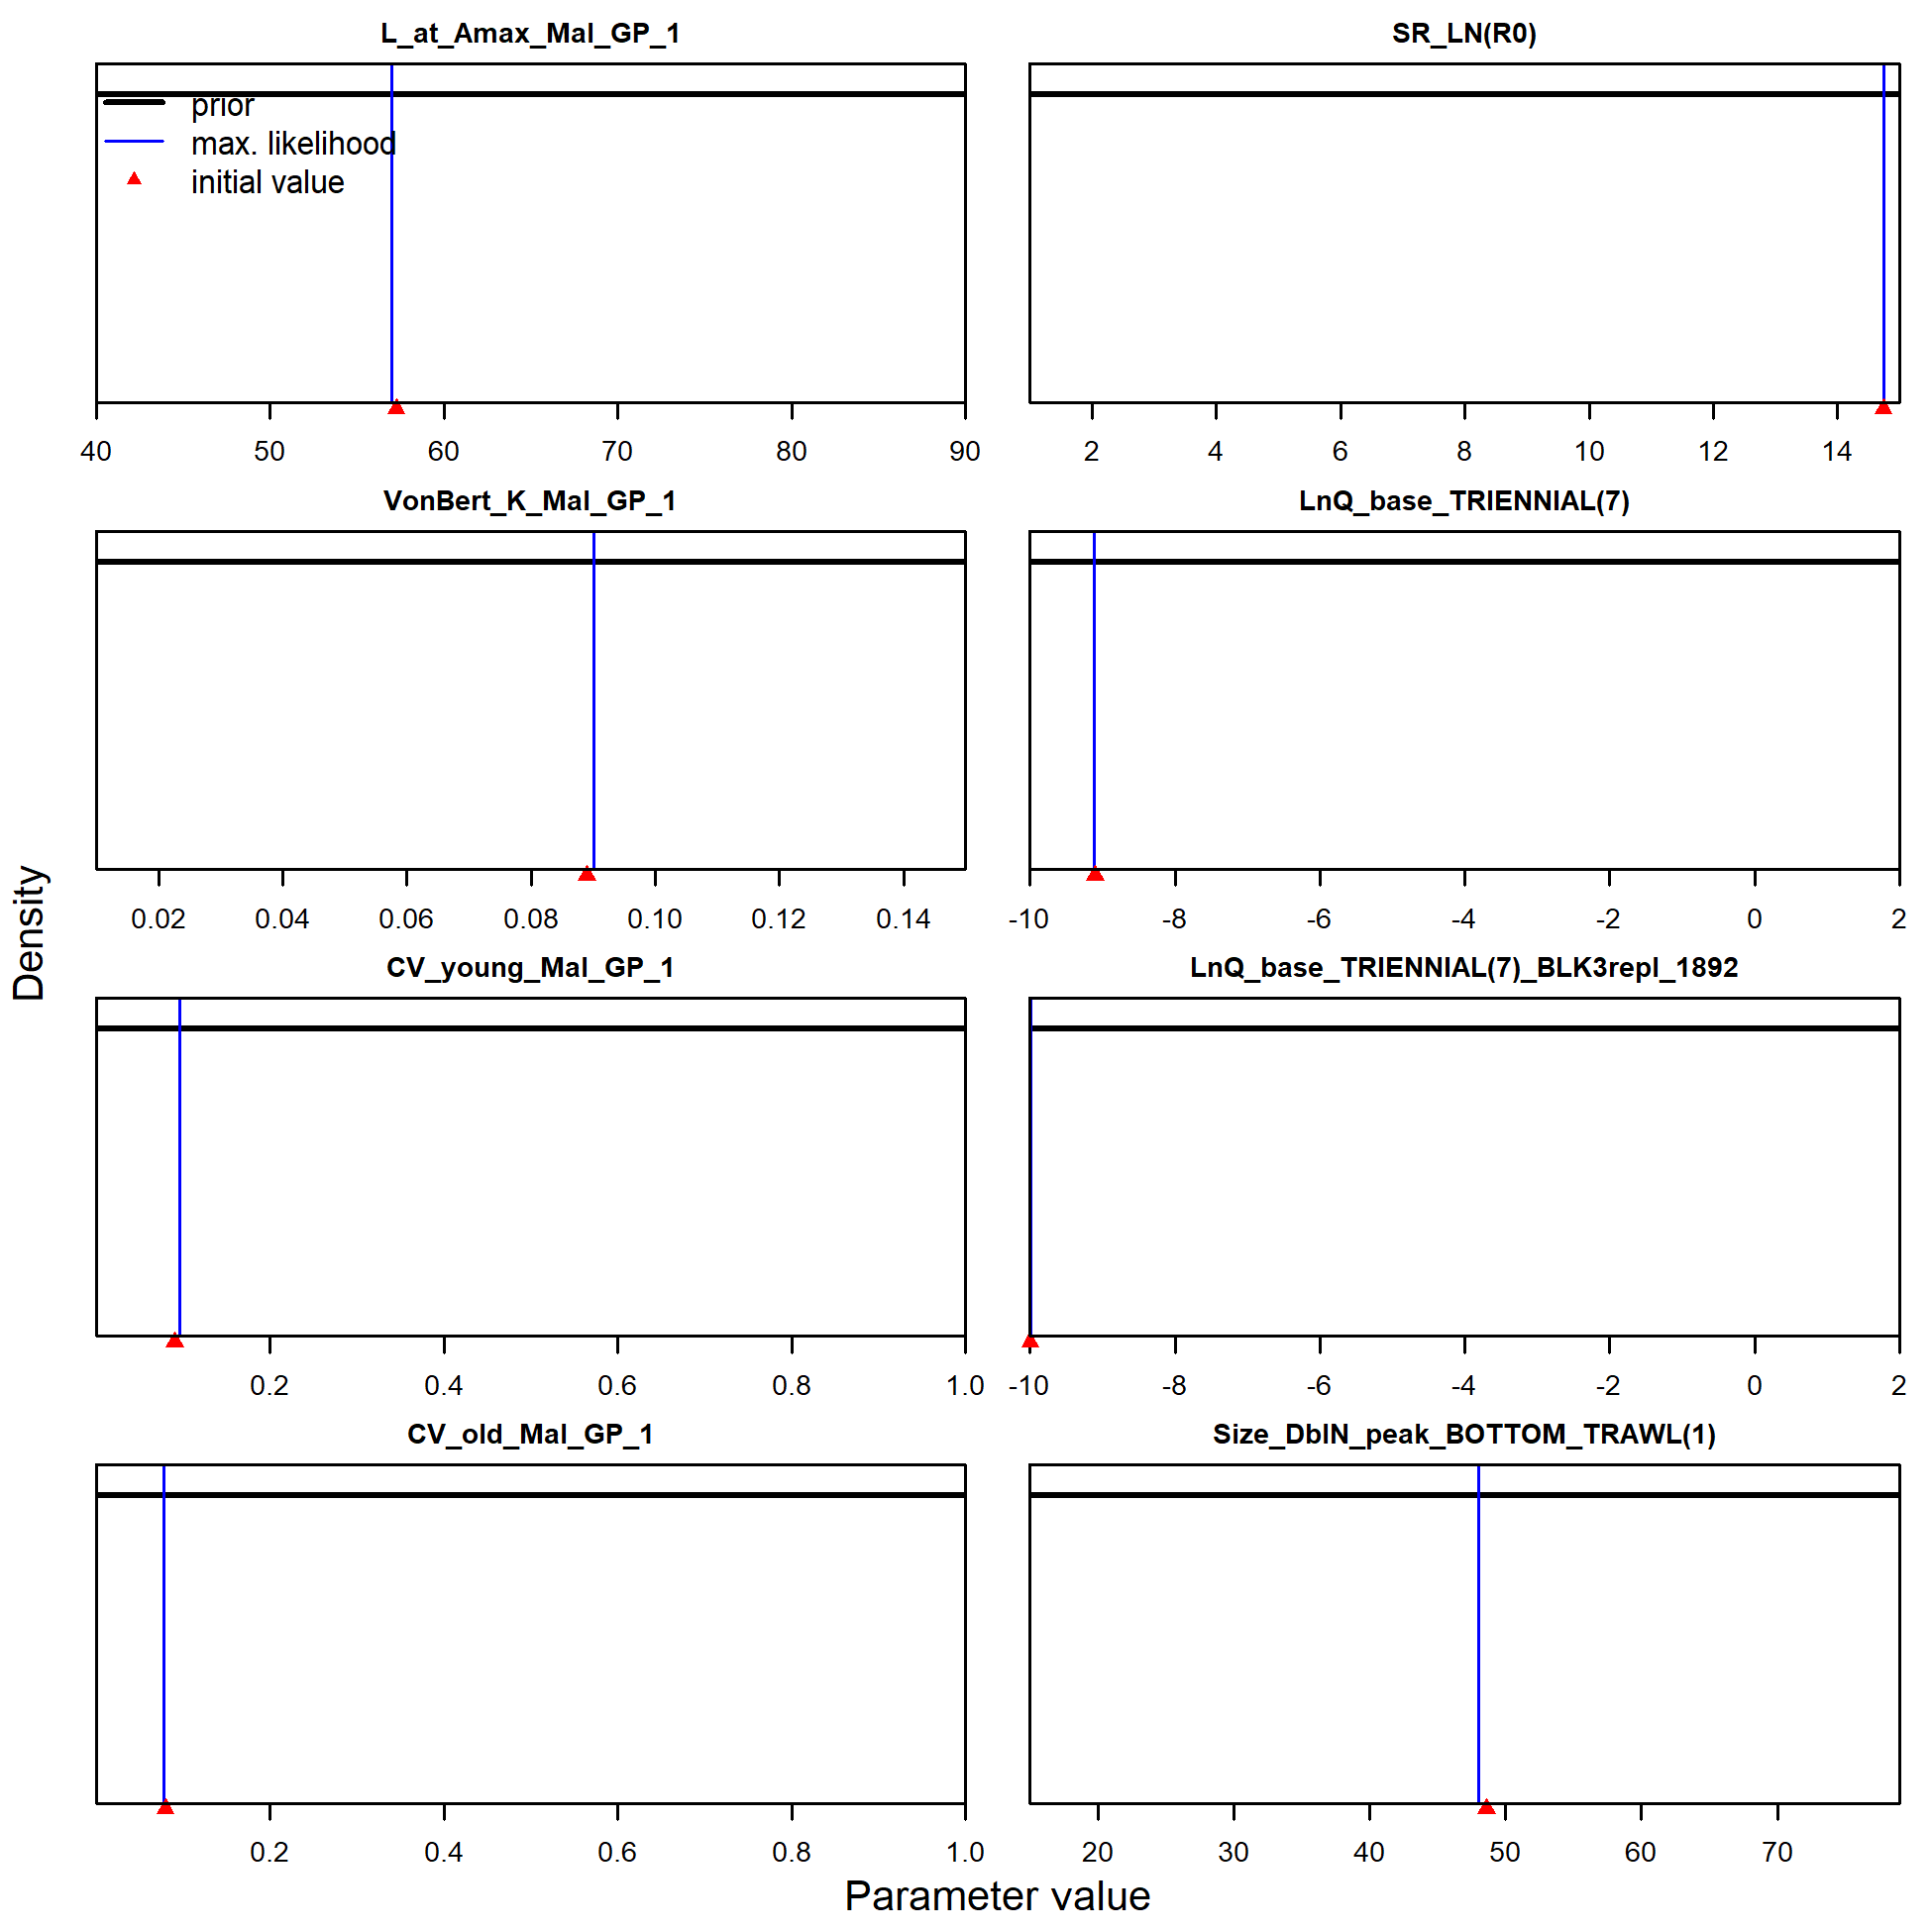 L_at_Amax_Mal_GP_1
prior
max. likelihood
initial value
40 50 60 70 80 90
SR_LN(R0)
2 4 6 8 10 12 14
VonBert_K_Mal_GP_1
0.02 0.04 0.06 0.08 0.10 0.12 0.14
LnQ_base_TRIENNIAL(7)
-10 -8 -6 -4 -2 0 2
CV_young_Mal_GP_1
0.2 0.4 0.6 0.8 1.0
LnQ_base_TRIENNIAL(7)_BLK3repl_1892
-10 -8 -6 -4 -2 0 2
CV_old_Mal_GP_1
0.2 0.4 0.6 0.8 1.0
Size_DblN_peak_BOTTOM_TRAWL(1)
20 30 40 50 60 70
Density
Parameter value